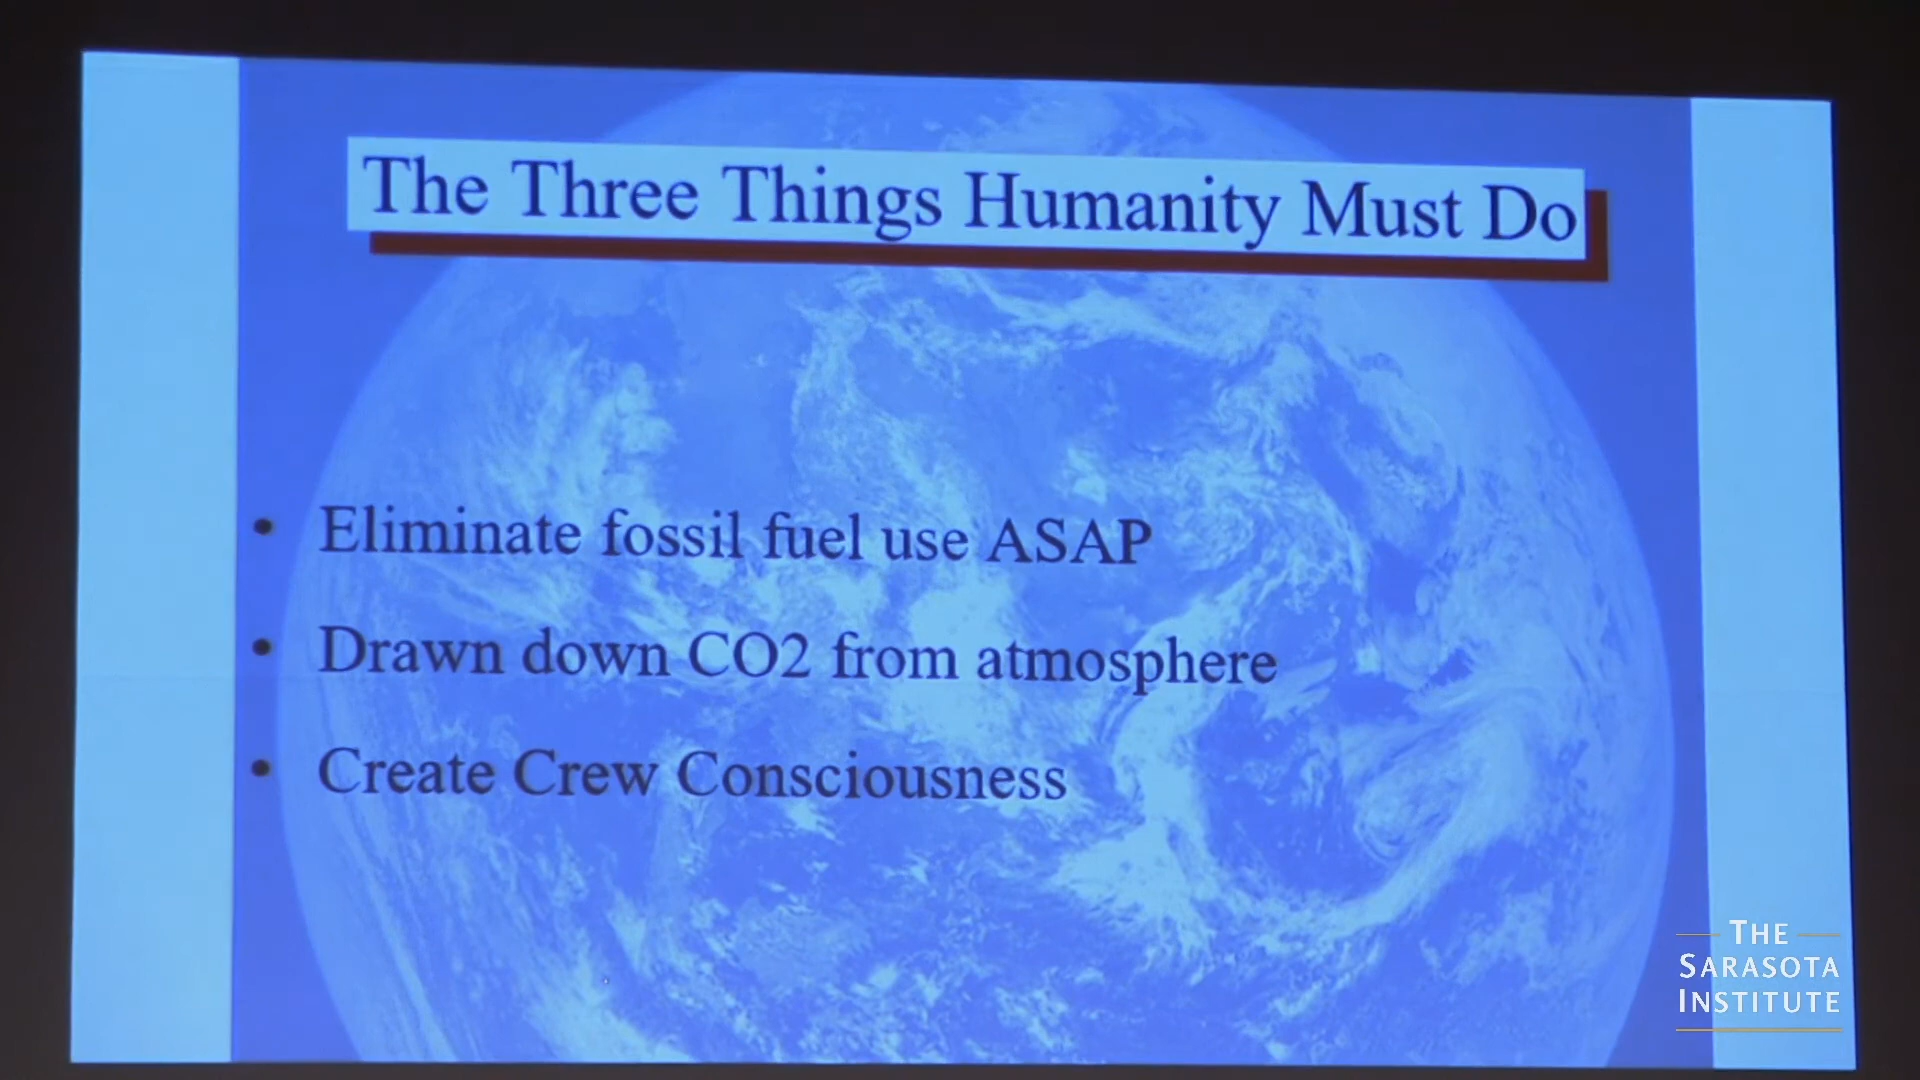 The Three Things Humanity Must Do
• Eliminate fossil fuel use ASAP
• Drawn down CO2 from atmosphere
• Create Crew Consciousness
THE
SARASOTA
INSTITUTE